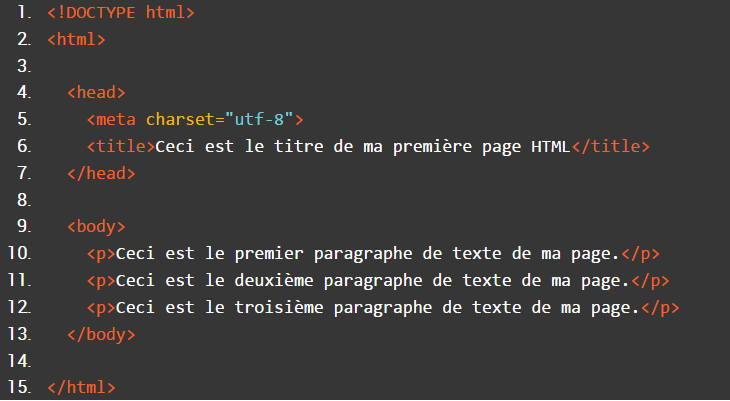 1. <!DOCTYPE html>
2. <html>
3.
4. <head>
5. <meta charset="utf-8">
6. <title>Ceci est le titre de ma première page HTML</title>
7. </head>
8.
9. <body>
10. <p>Ceci est le premier paragraphe de texte de ma page.</p>
11. <p>Ceci est le deuxième paragraphe de texte de ma page.</p>
12. <p>Ceci est le troisième paragraphe de texte de ma page.</p>
13. </body>
14.
15. </html>